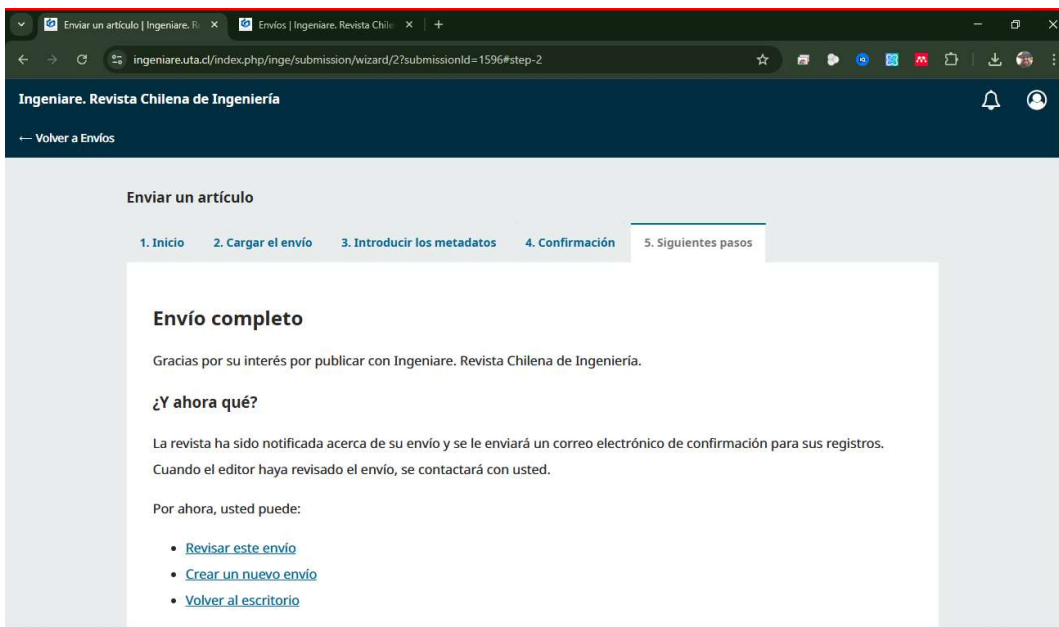 Enviar un artículo | Ingeniare. R
Envíos | Ingeniare. Revista Chile
ingeniare.uta.cl/index.php/inge/submission/wizard/2?submissionId=1596#step-2
Ingeniare. Revista Chilena de Ingeniería
← Volver a Envíos
Enviar un artículo
1. Inicio 2. Cargar el envío 3. Introducir los metadatos 4. Confirmación 5. Siguientes pasos
Envío completo
Gracias por su interés por publicar con Ingeniare. Revista Chilena de Ingeniería.
¿Y ahora qué?
La revista ha sido notificada acerca de su envío y se le enviará un correo electrónico de confirmación para sus registros.
Cuando el editor haya revisado el envío, se contactará con usted.
Por ahora, usted puede:
• Revisar este envío
• Crear un nuevo envío
• Volver al escritorio